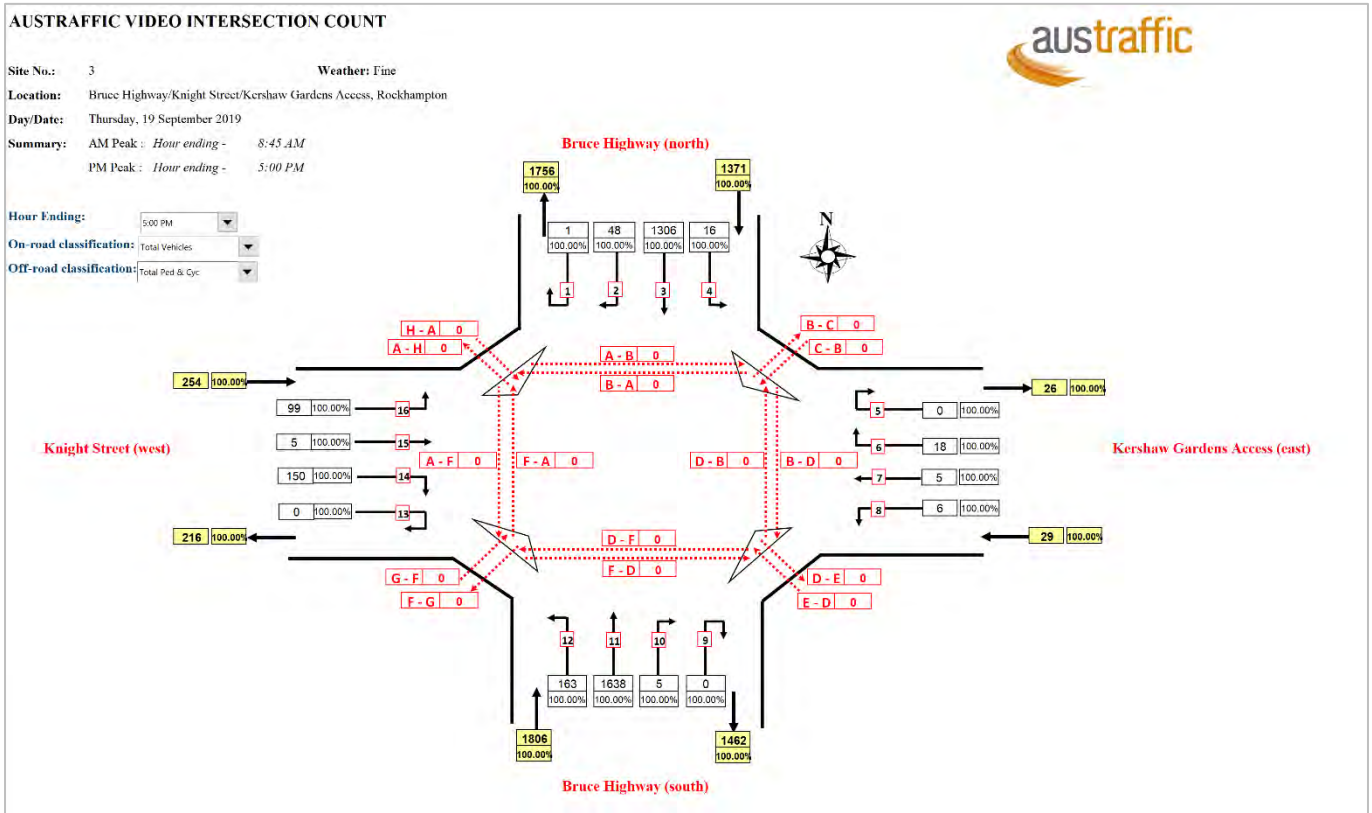 AUSTRAFFIC VIDEO INTERSECTION COUNT
austraffic
Site No.: 3 Weather: Fine
Location: Bruce Highway/Knight Street/Kershaw Gardens Access, Rockhampton
Day/Date: Thursday, 19 September 2019
Summary: AM Peak : Hour ending - 8:45 AM
PM Peak : Hour ending - 5:00 PM
Hour Ending: 5:00 PM
On-road classification: Total Vehicles
Off-road classification: Total Ped & Cyc
Bruce Highway (north)
1756 1371
100.00% 100.00%
1 48 1306 16
100.00% 100.00% 100.00% 100.00%
N
1 2 3 4
H - A 0 B - C 0
A - H 0 A - B 0 C - B 0
B - A 0
254 100.00% 26 100.00%
99 100.00% 16 5 0 100.00%
5 100.00% 15 6 18 100.00%
Knight Street (west) Kershaw Gardens Access (east)
A - F 0 F - A 0 D - B 0 B - D 0
150 100.00% 14 7 5 100.00%
0 100.00% 13 8 6 100.00%
216 100.00% 29 100.00%
D - F 0
F - D 0
G - F 0 D - E 0
F - G 0 E - D 0
12 11 10 9
163 1638 5 0
100.00% 100.00% 100.00% 100.00%
1806 1462
100.00% 100.00%
Bruce Highway (south)